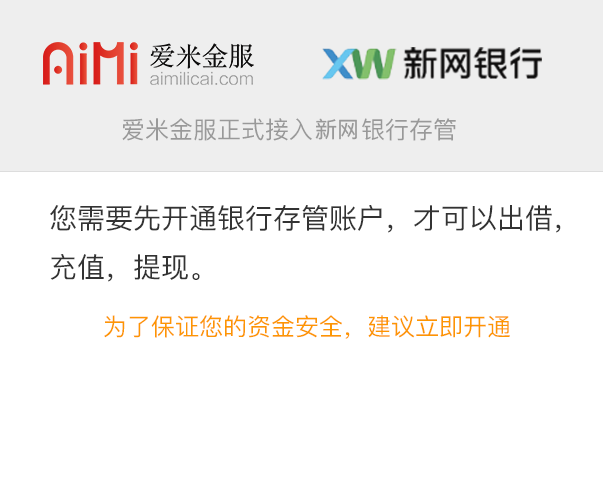 AiMi 爱米金服
aimilicai.com
XW 新网银行
爱米金服正式接入新网银行存管
您需要先开通银行存管账户，才可以出借，
充值，提现。
为了保证您的资金安全，建议立即开通